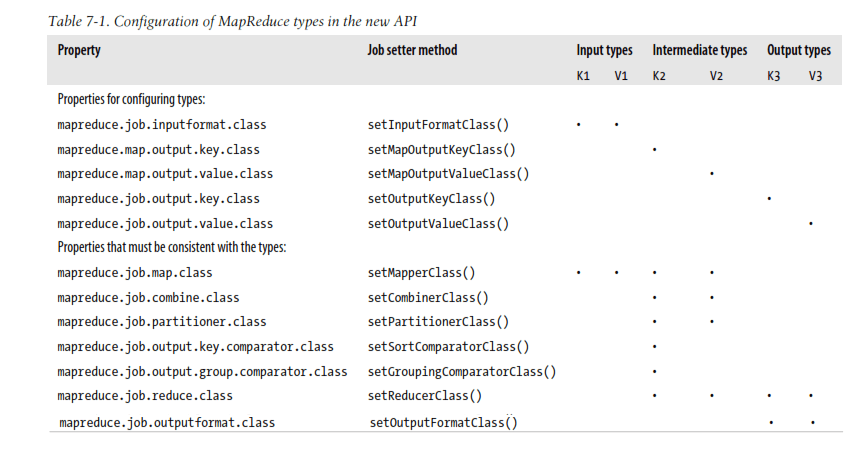 Table 7-1. Configuration of MapReduce types in the new API
Property Job setter method Input types Intermediate types Output types
K1 V1 K2 V2 K3 V3
Properties for configuring types:
mapreduce.job.inputformat.class setInputFormatClass() • •
mapreduce.map.output.key.class setMapOutputKeyClass() •
mapreduce.map.output.value.class setMapOutputValueClass() •
mapreduce.job.output.key.class setOutputKeyClass() •
mapreduce.job.output.value.class setOutputValueClass() •
Properties that must be consistent with the types:
mapreduce.job.map.class setMapperClass() • • • •
mapreduce.job.combine.class setCombinerClass() • •
mapreduce.job.partitioner.class setPartitionerClass() • •
mapreduce.job.output.key.comparator.class setSortComparatorClass() •
mapreduce.job.output.group.comparator.class setGroupingComparatorClass() •
mapreduce.job.reduce.class setReducerClass() • • • •
mapreduce.job.outputformat.class setOutputFormatClass() • •